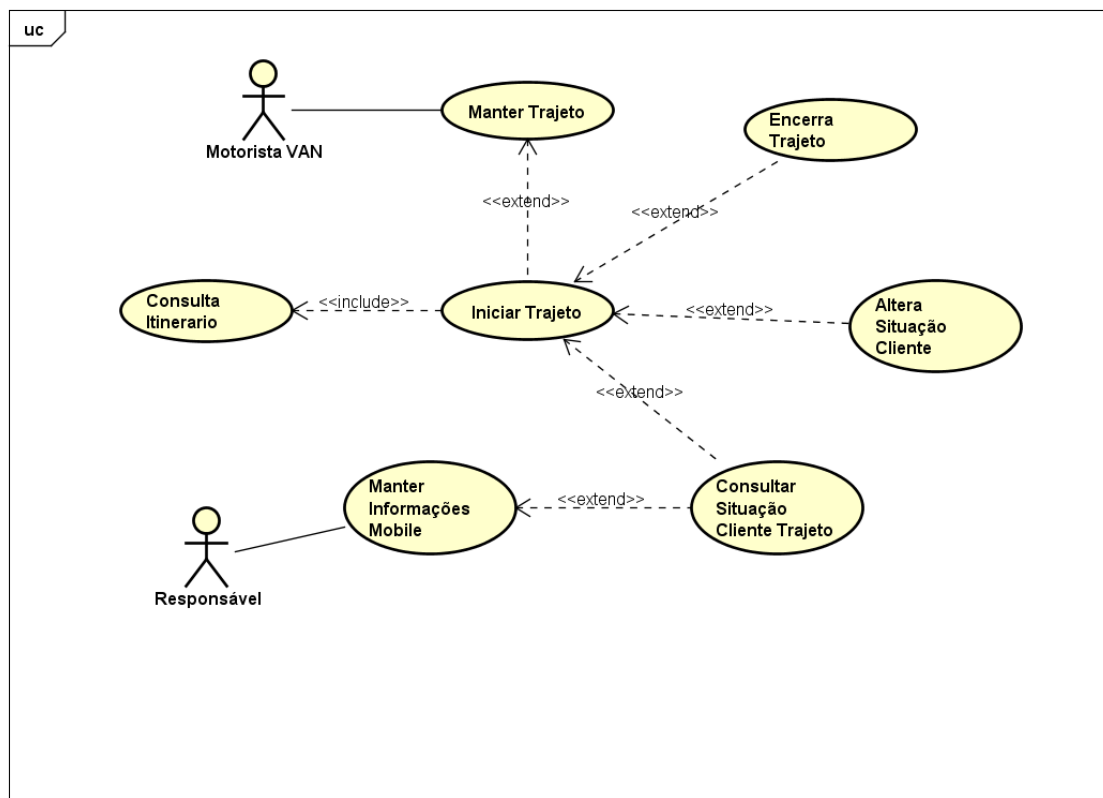 uc
Manter Trajeto
Encerra
Trajeto
Motorista VAN
<<extend>>
<<extend>>
Consulta
Itinerario
<<include>>
Iniciar Trajeto
<<extend>>
Altera
Situação
Cliente
<<extend>>
Manter
Informações
Mobile
<<extend>>
Consultar
Situação
Cliente Trajeto
Responsável